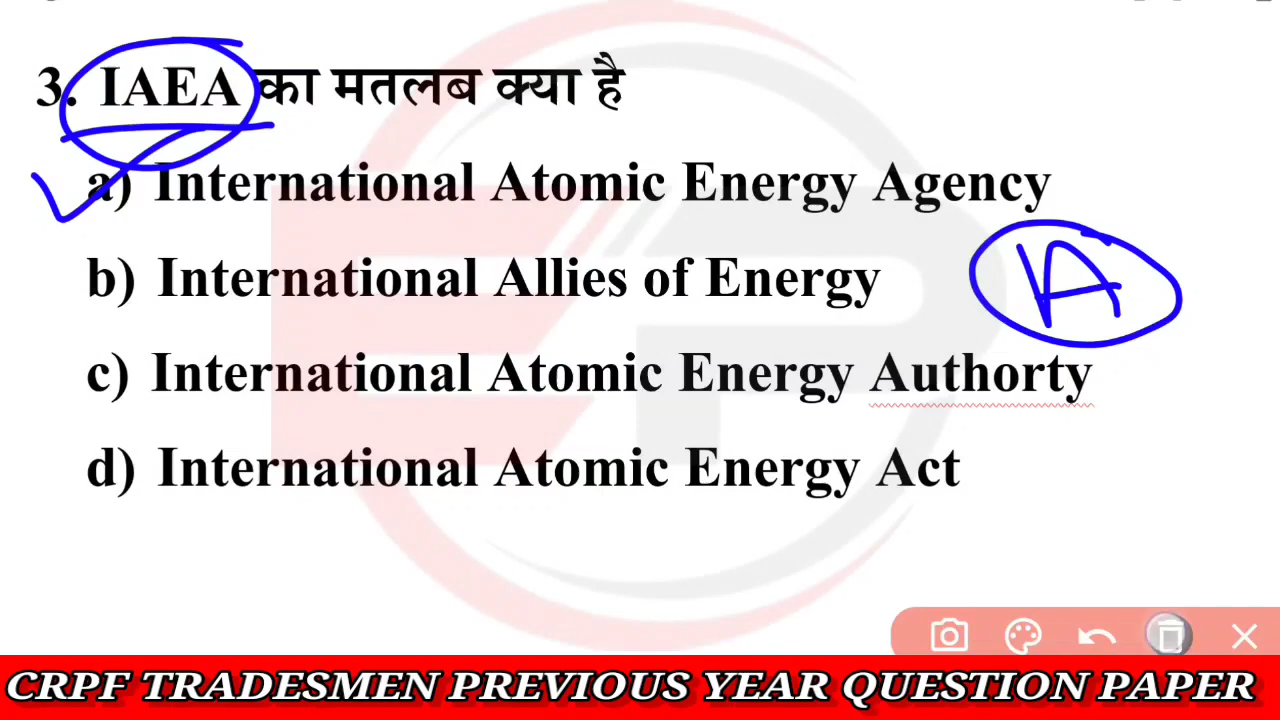 3. IAEA का मतलब क्या है
a) International Atomic Energy Agency
b) International Allies of Energy
A
c) International Atomic Energy Authorty
d) International Atomic Energy Act
CRPF TRADESMEN PREVIOUS YEAR QUESTION PAPER